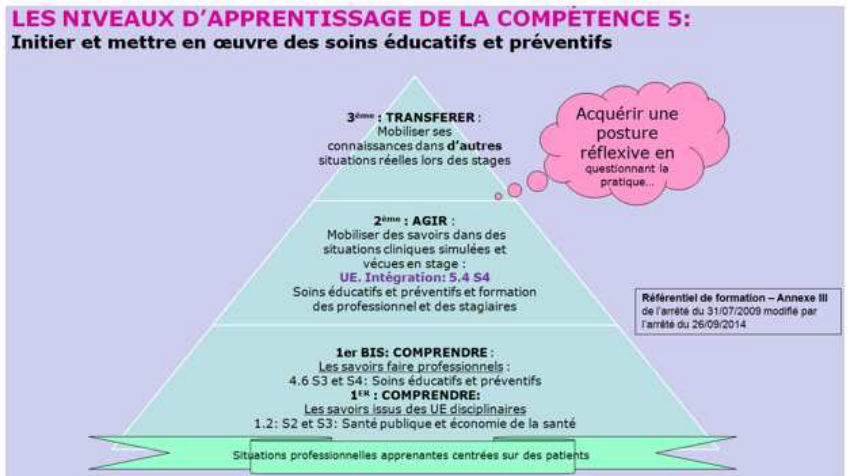 LES NIVEAUX D'APPRENTISSAGE DE LA COMPÉTENCE 5:
Initier et mettre en œuvre des soins éducatifs et préventifs
3ème : TRANSFERER :
Mobiliser ses
connaissances dans d'autres
situations réelles lors des stages
Acquérir une
posture
réflexive en
questionnant la
pratique...
2ème : AGIR :
Mobiliser des savoirs dans des
situations cliniques simulées et
vécues en stage :
UE. Intégration: 5.4 S4
Soins éducatifs et préventifs et formation
des professionnel et des stagiaires
Référentiel de formation – Annexe III
de l'arrêté du 31/07/2009 modifié par
l'arrêté du 26/09/2014
1er BIS: COMPRENDRE :
Les savoirs faire professionnels :
4.6 S3 et S4: Soins éducatifs et préventifs
1ER : COMPRENDRE:
Les savoirs issus des UE disciplinaires
1.2: S2 et S3: Santé publique et économie de la santé
Situations professionnelles apprenantes centrées sur des patients